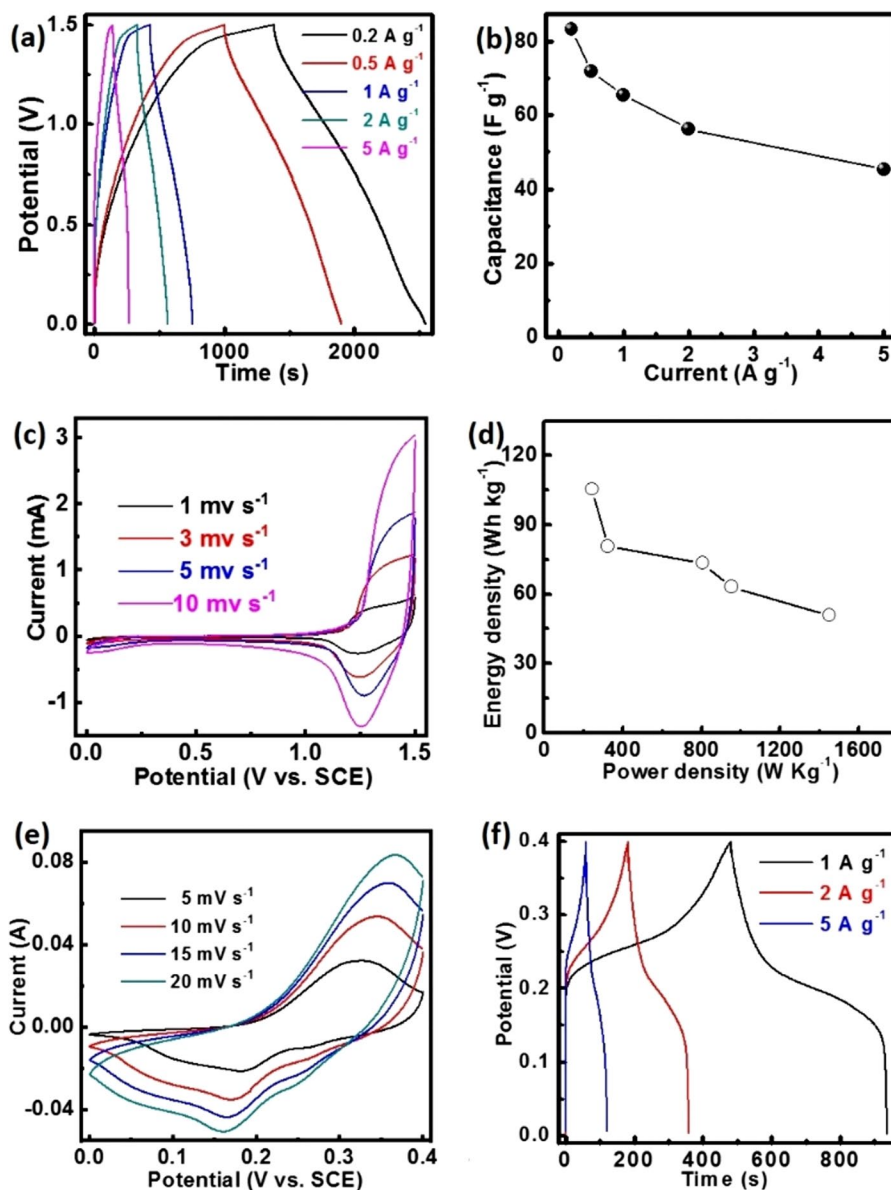 (a)
1.5
1.0
0.5
0.0
Potential (V)
0.2 A g⁻¹
0.5 A g⁻¹
1 A g⁻¹
2 A g⁻¹
5 A g⁻¹
0
1000
2000
Time (s)
(b)
80
60
40
20
0
Capacitance (F g⁻¹)
0
1
2
3
4
5
Current (A g⁻¹)
(c)
3
2
1
0
-1
Current (mA)
1 mv s⁻¹
3 mv s⁻¹
5 mv s⁻¹
10 mv s⁻¹
0.0
0.5
1.0
1.5
Potential (V vs. SCE)
(d)
120
90
60
30
0
Energy density (Wh kg⁻¹)
0
400
800
1200
1600
Power density (W Kg⁻¹)
(e)
0.08
0.04
0.00
-0.04
Current (A)
5 mV s⁻¹
10 mV s⁻¹
15 mV s⁻¹
20 mV s⁻¹
0.0
0.1
0.2
0.3
0.4
Potential (V vs. SCE)
(f)
0.4
0.3
0.2
0.1
0.0
Potential (V)
1 A g⁻¹
2 A g⁻¹
5 A g⁻¹
0
200
400
600
800
Time (s)